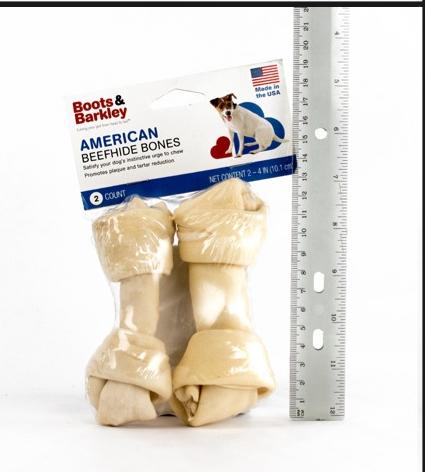 Boots&
Barkley
Made in
the USA
AMERICAN
BEEFHIDE BONES
Satisfy your dog's instinctive urge to chew
Promotes plaque and tartar reduction
2 COUNT
NET CONTENT 2 – 4 IN (10.1 cm)